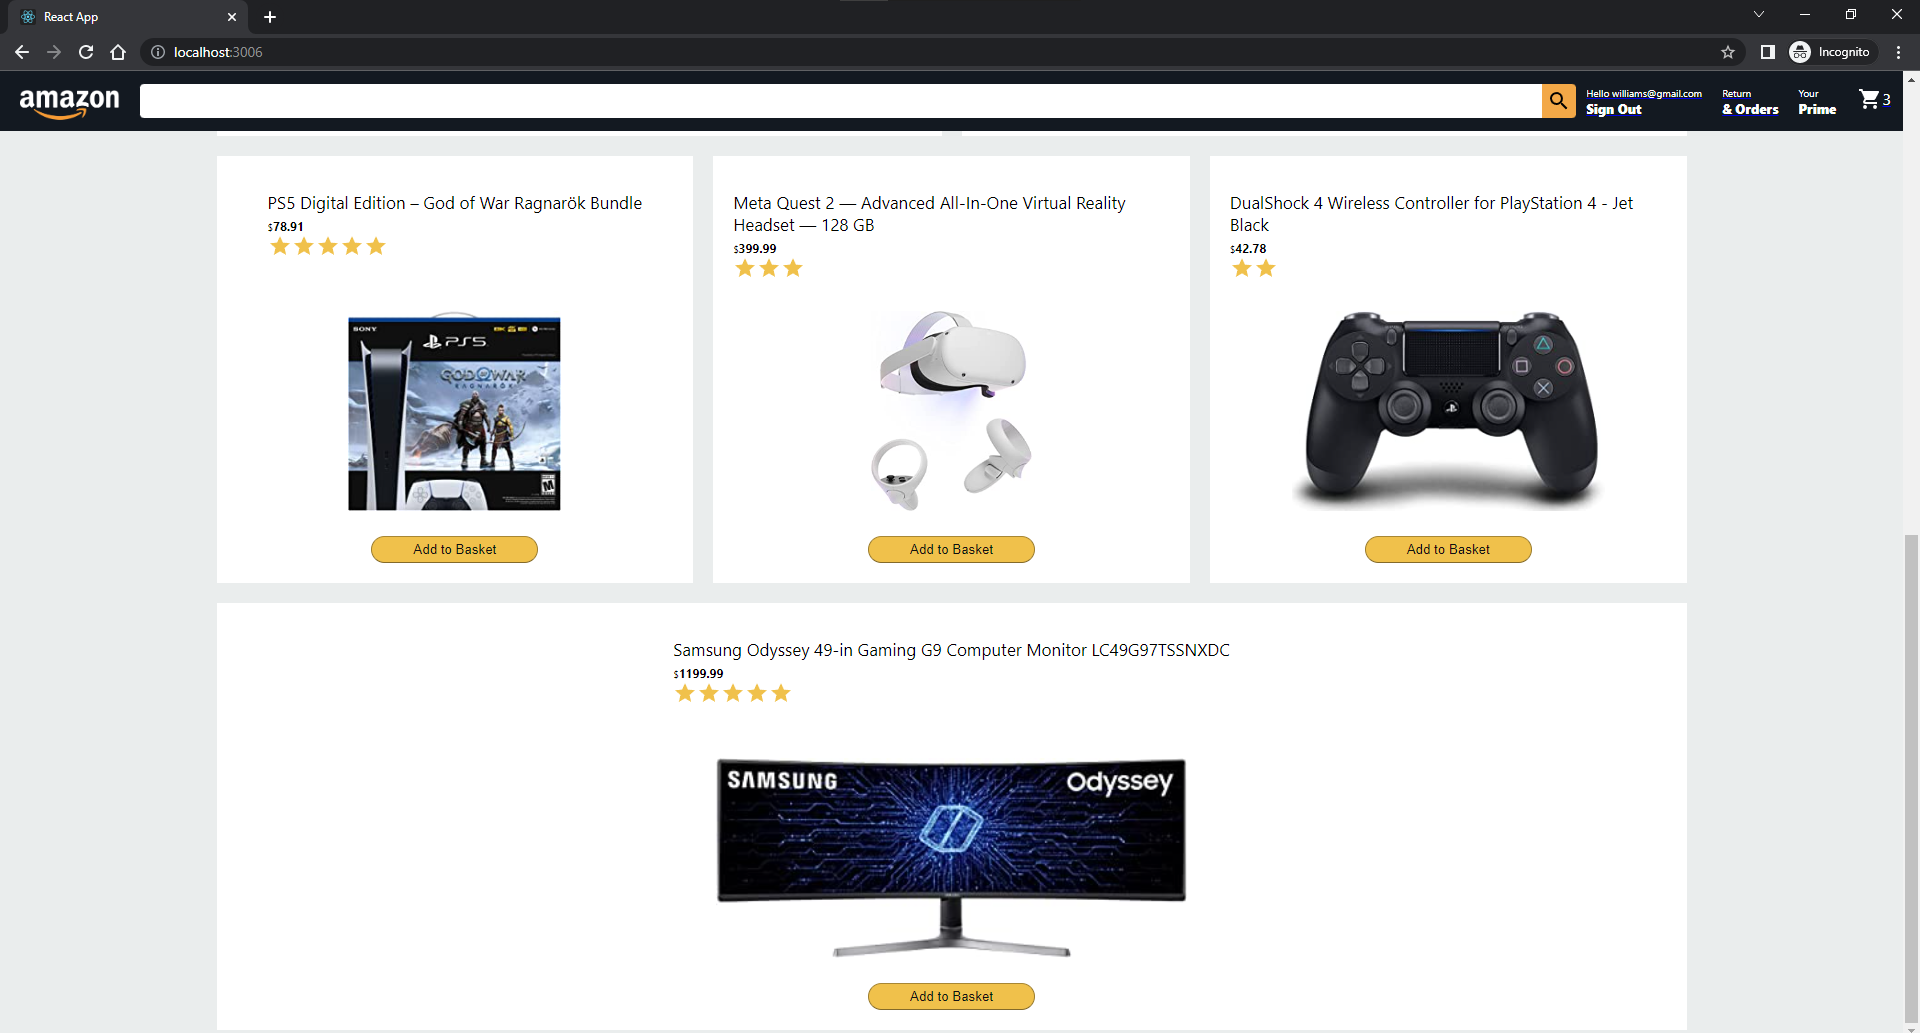 React App
localhost:3006
Incognito
amazon
Hello williams@gmail.com
Sign Out
Return
& Orders
Your
Prime
3
PS5 Digital Edition – God of War Ragnarök Bundle
$78.91
SONY
PS5
GOD OF WAR
RAGNARÖK
M
Add to Basket
Meta Quest 2 — Advanced All-In-One Virtual Reality
Headset — 128 GB
$399.99
Add to Basket
DualShock 4 Wireless Controller for PlayStation 4 - Jet
Black
$42.78
Add to Basket
Samsung Odyssey 49-in Gaming G9 Computer Monitor LC49G97TSSNXDC
$1199.99
SAMSUNG
Odyssey
Add to Basket